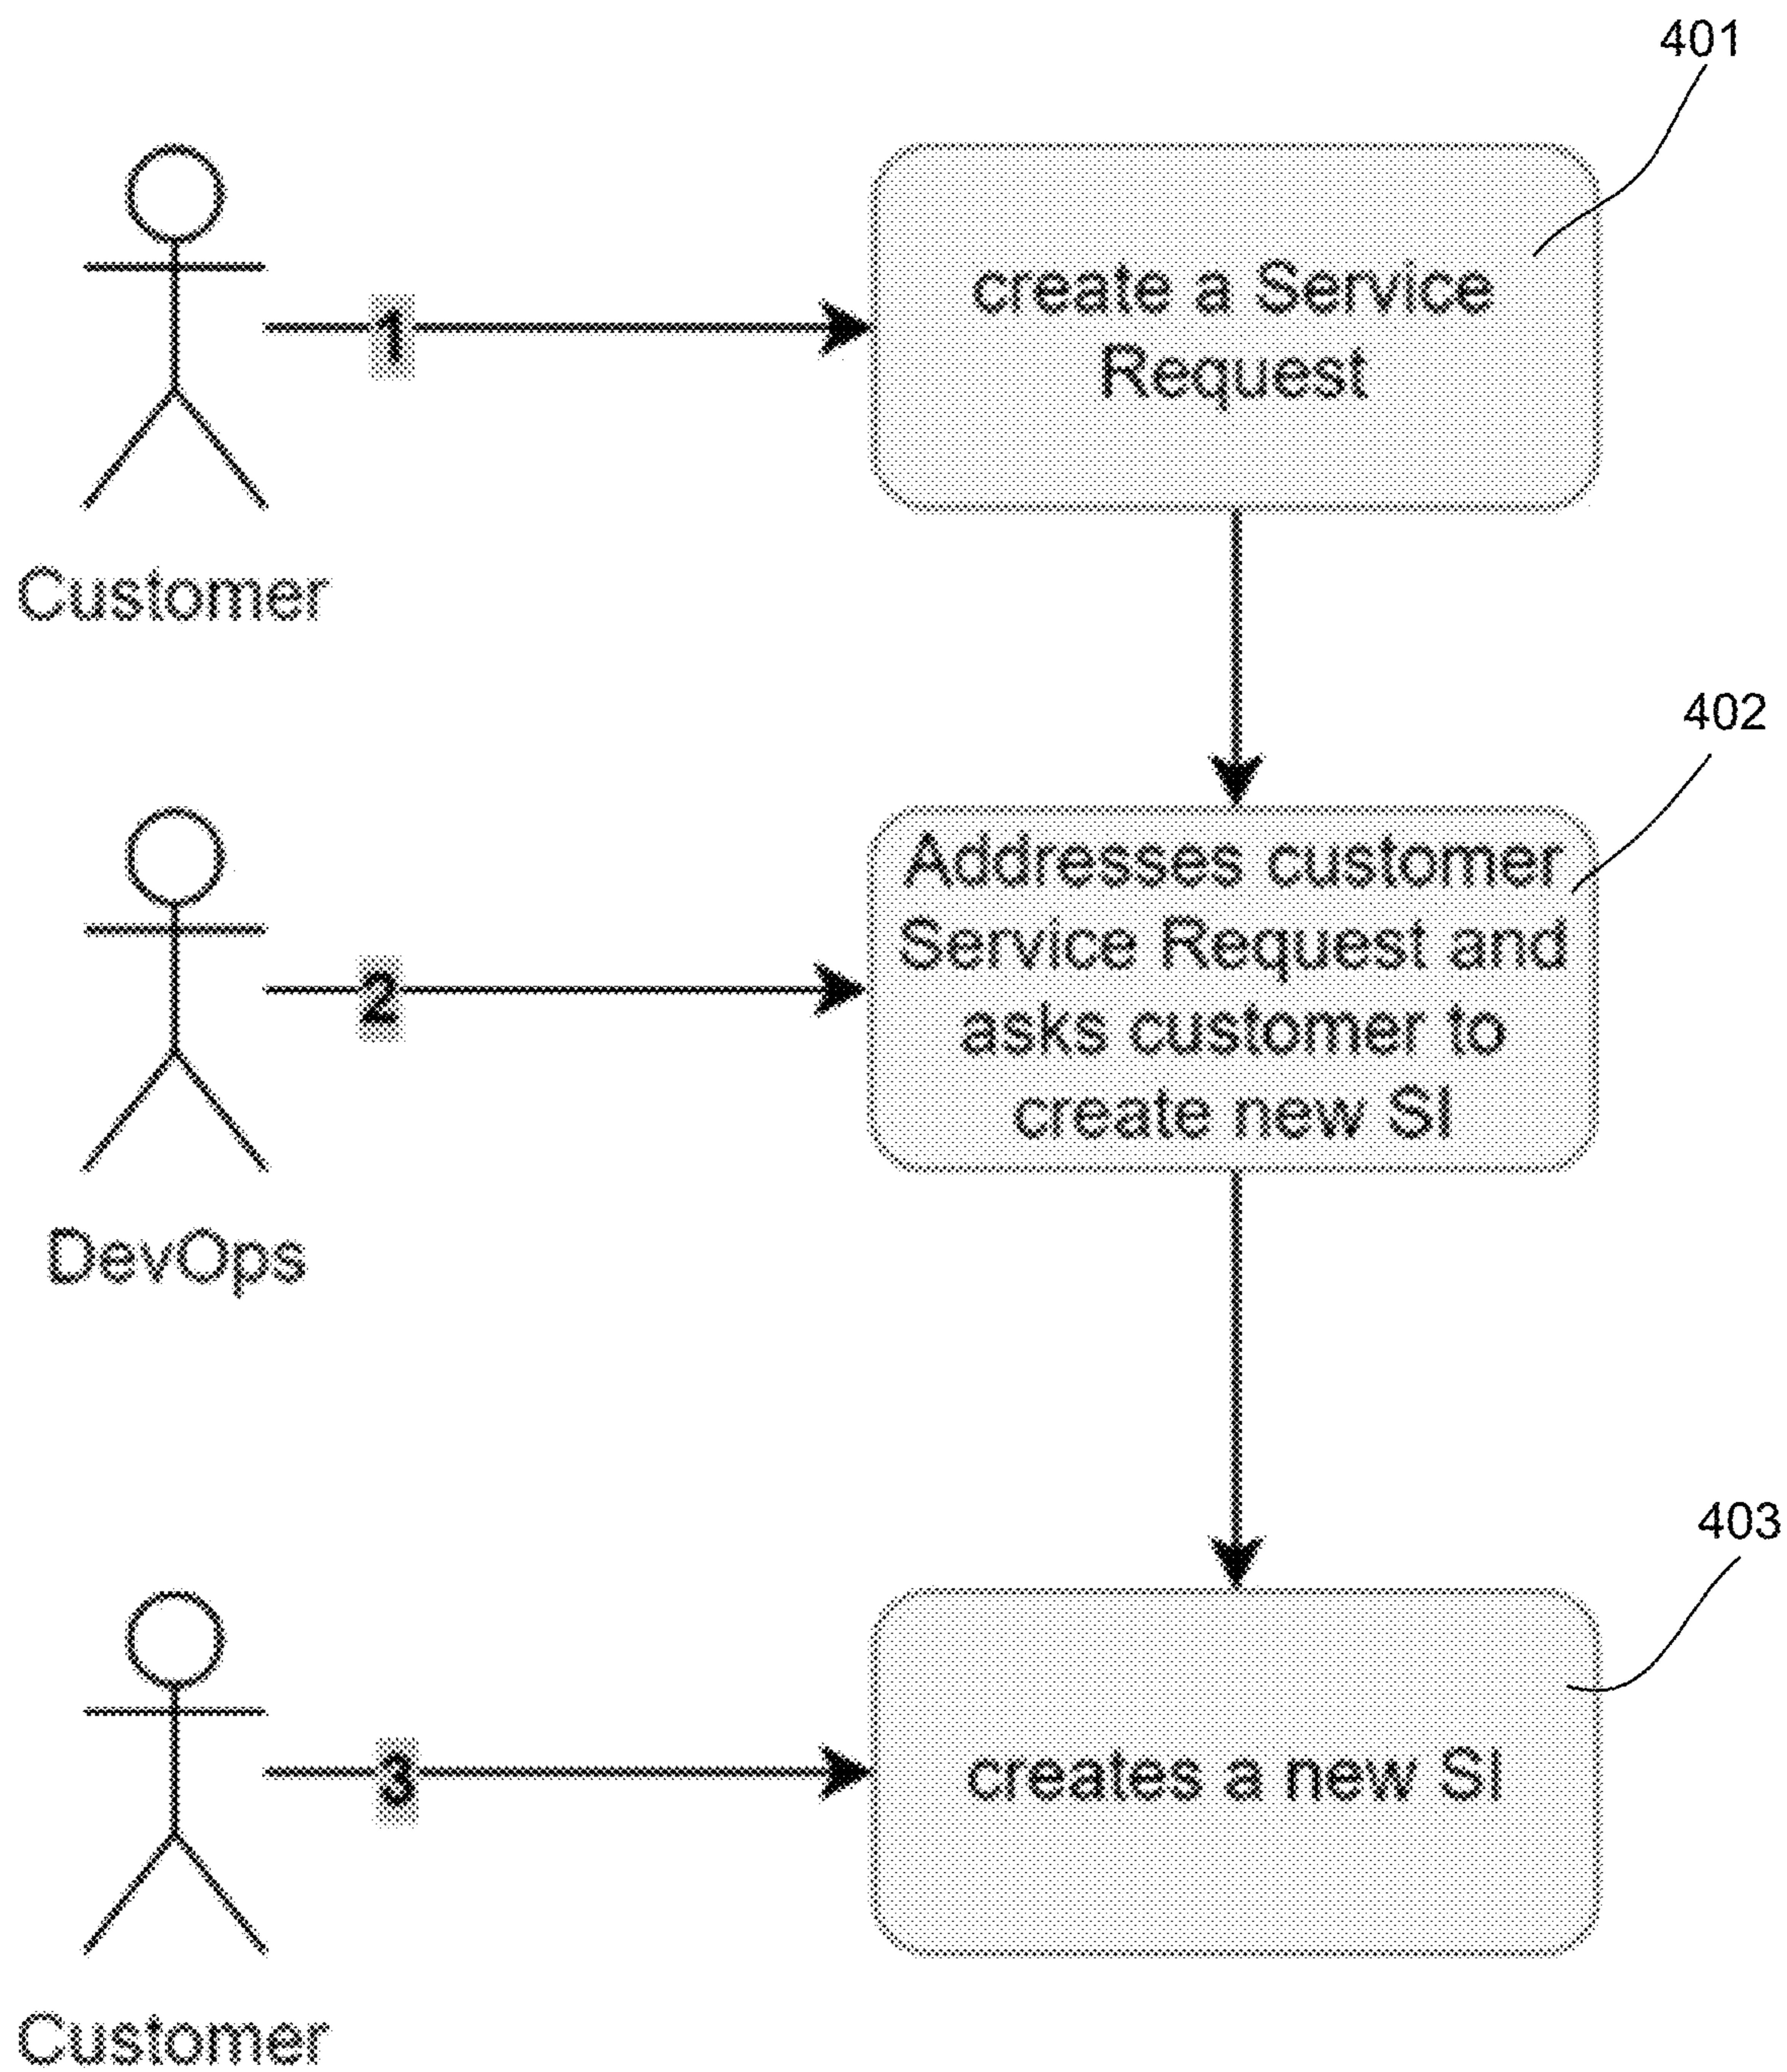 401
create a Service
Request
1
Customer
402
Addresses customer
Service Request and
asks customer to
create new SI
2
DevOps
403
creates a new SI
3
Customer